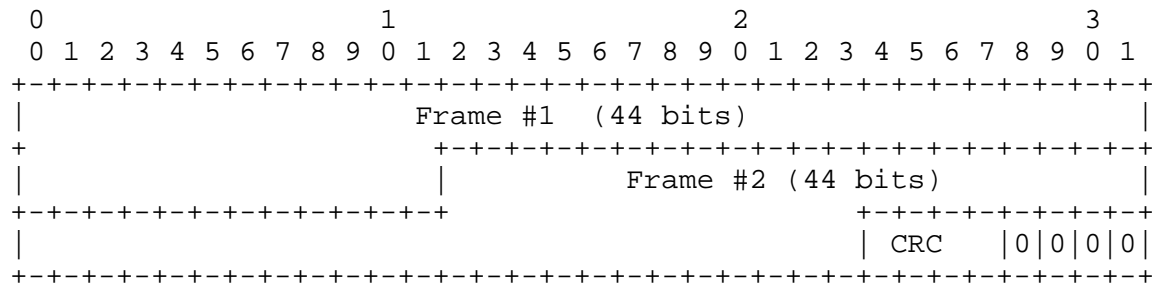 0                   1                   2                   3
 0 1 2 3 4 5 6 7 8 9 0 1 2 3 4 5 6 7 8 9 0 1 2 3 4 5 6 7 8 9 0 1
+-+-+-+-+-+-+-+-+-+-+-+-+-+-+-+-+-+-+-+-+-+-+-+-+-+-+-+-+-+-+-+-+
|                      Frame #1  (44 bits)                      |
+                       +-+-+-+-+-+-+-+-+-+-+-+-+-+-+-+-+-+-+-+-+
|                       |          Frame #2 (44 bits)           |
+-+-+-+-+-+-+-+-+-+-+-+-+                       +-+-+-+-+-+-+-+-+
|                                               | CRC   |0|0|0|0|
+-+-+-+-+-+-+-+-+-+-+-+-+-+-+-+-+-+-+-+-+-+-+-+-+-+-+-+-+-+-+-+-+